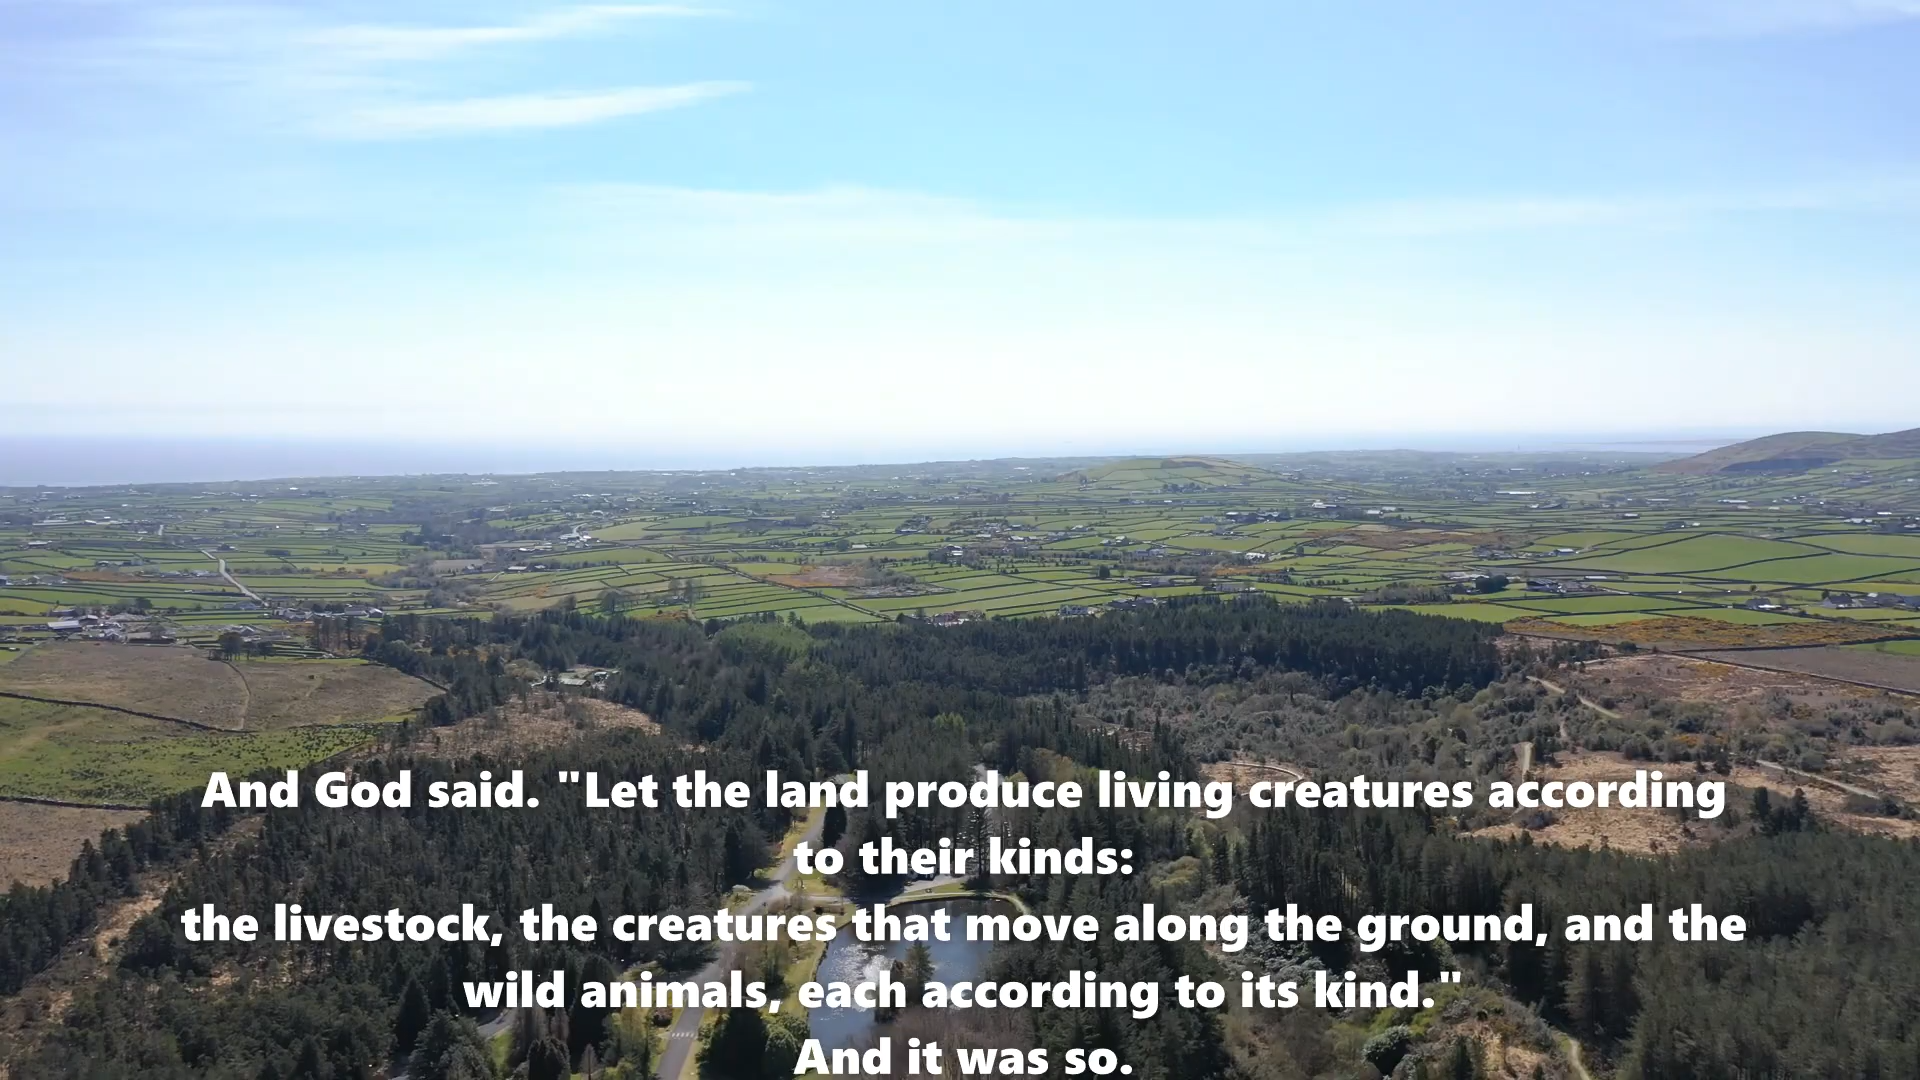 And God said. "Let the land produce living creatures according
to their kinds:
the livestock, the creatures that move along the ground, and the
wild animals, each according to its kind."
And it was so.